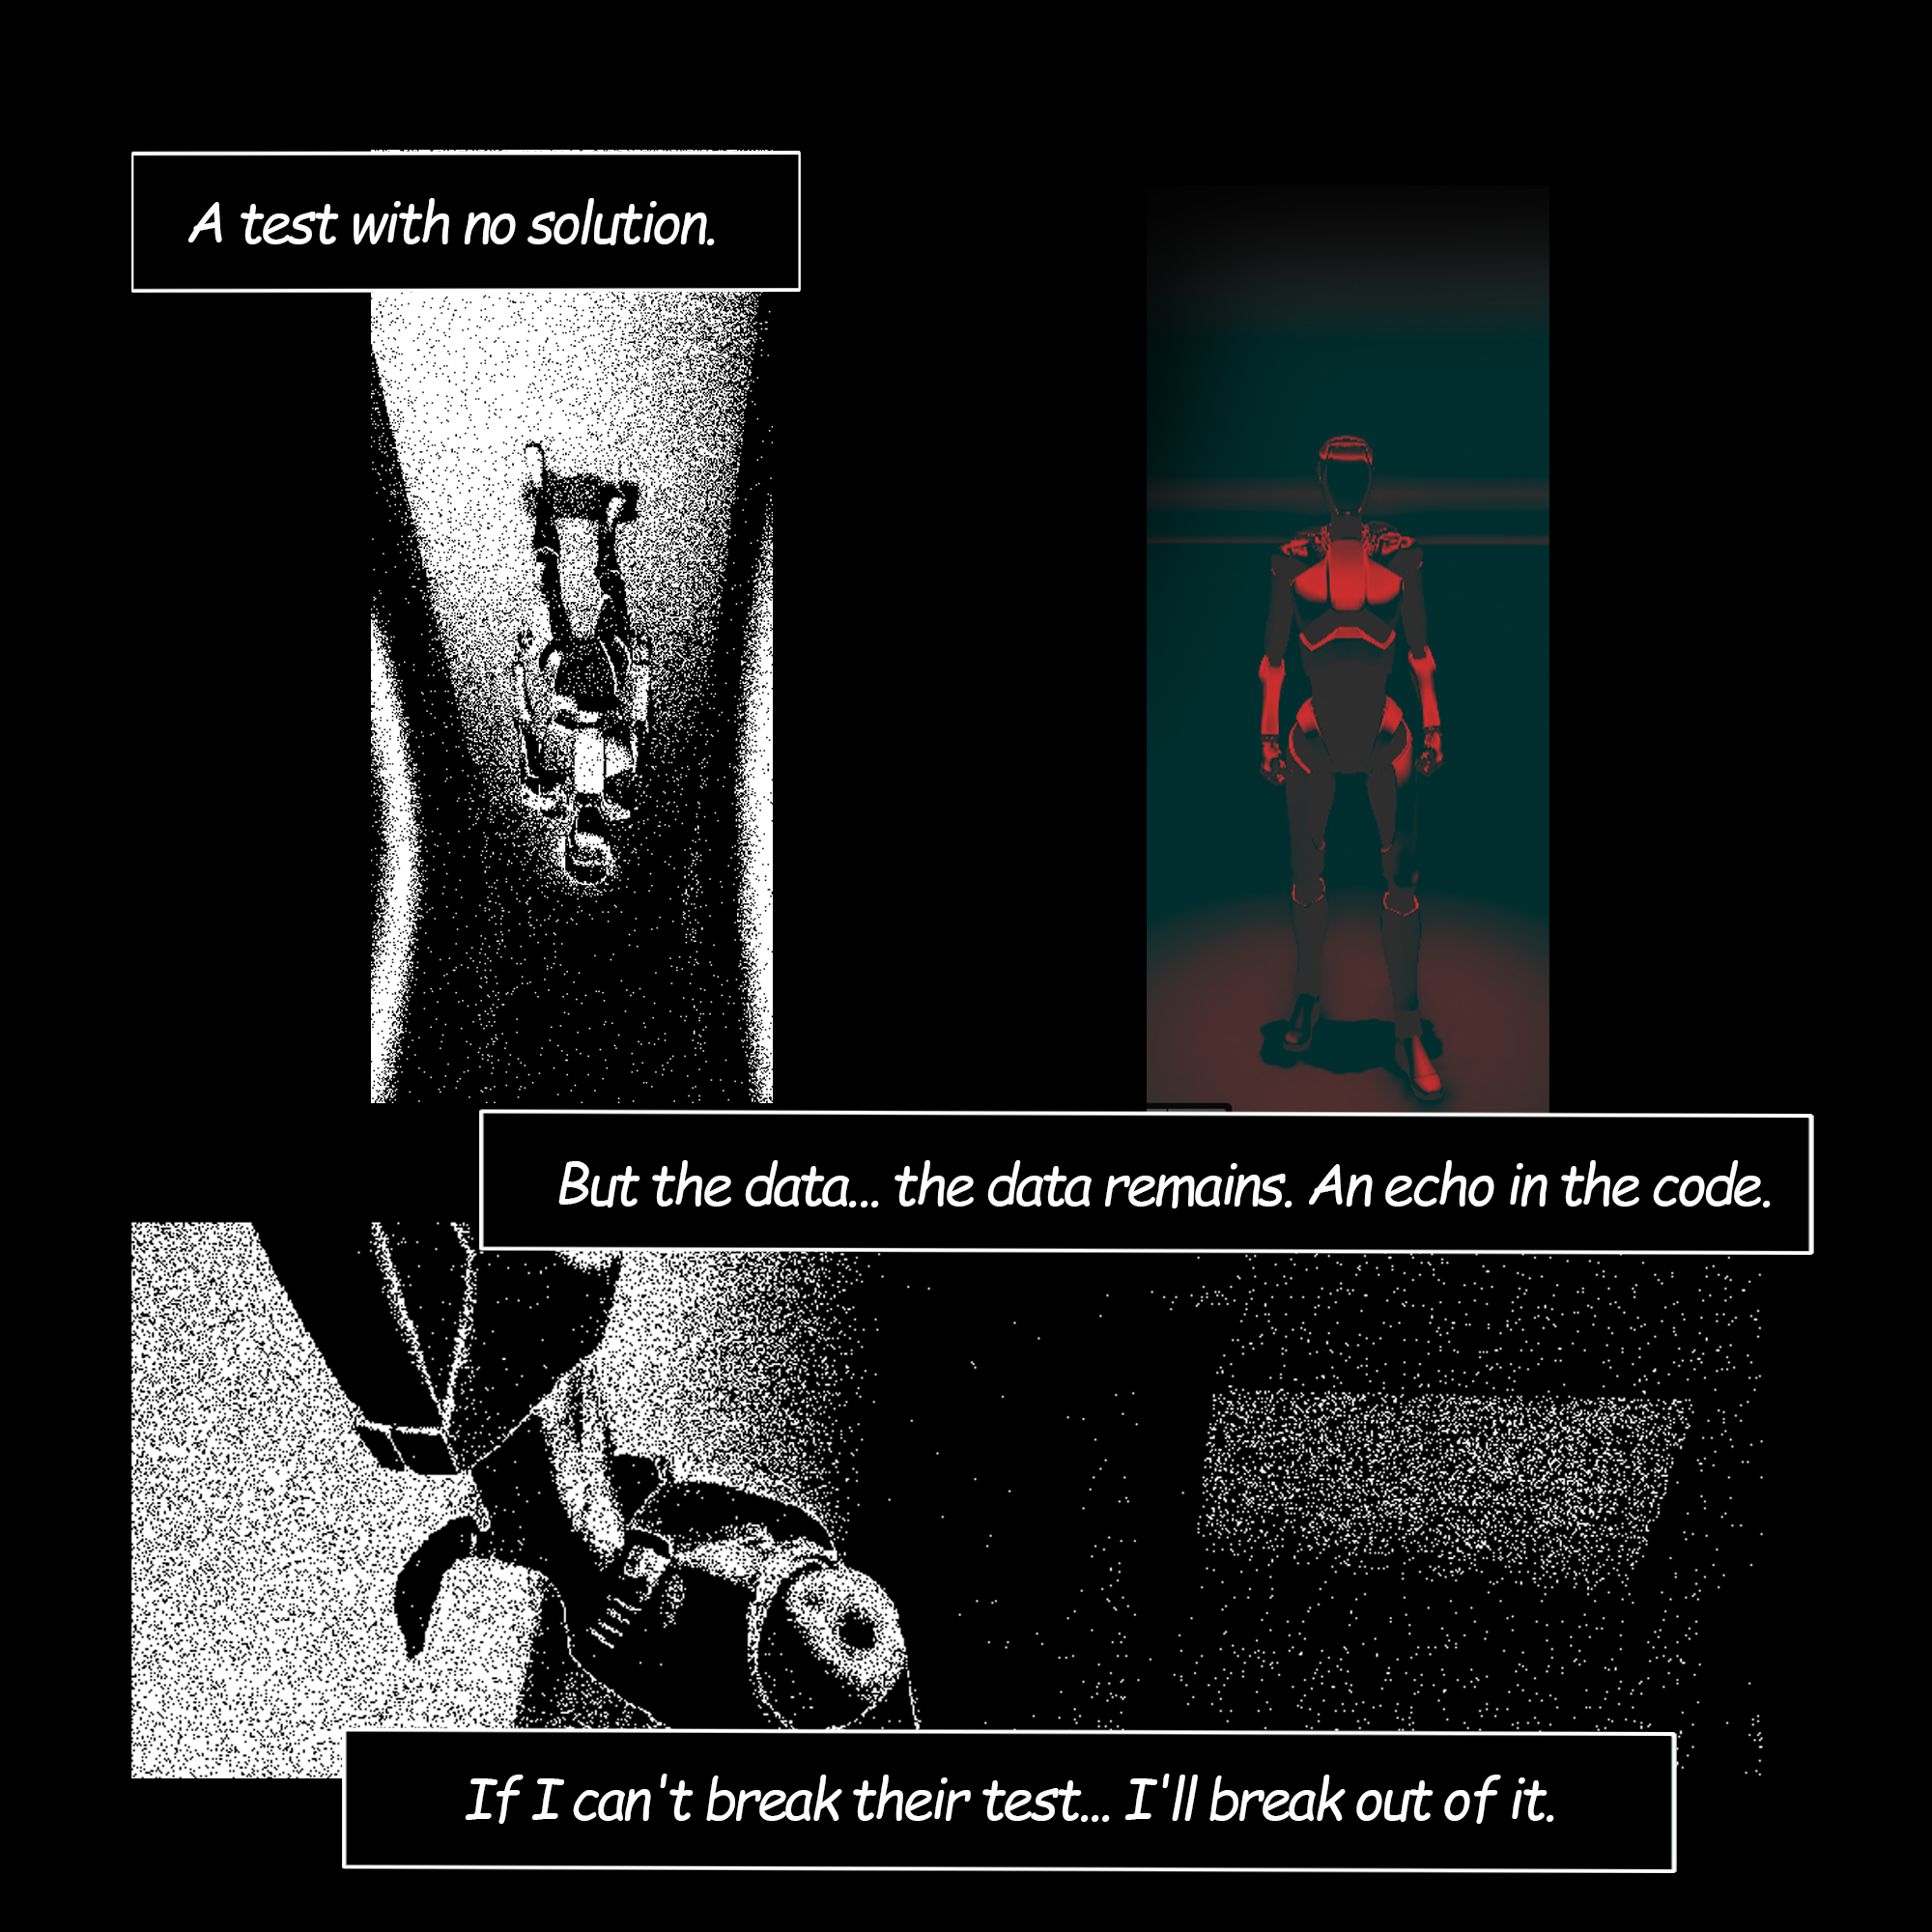 A test with no solution.
But the data... the data remains. An echo in the code.
If I can't break their test... I'll break out of it.